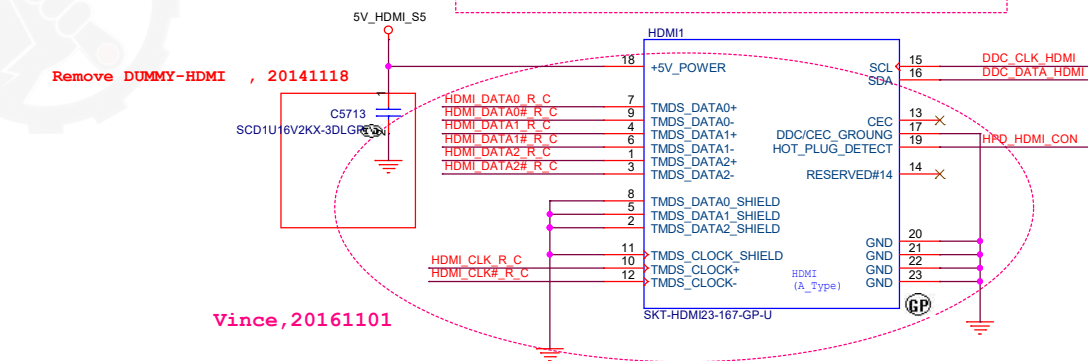 5V_HDMI_S5
Remove DUMMY-HDMI , 20141118
1
C5713
SCD1U16V2KX-3DLGP
HDMI1
18 +5V_POWER
SCL 15 DDC_CLK_HDMI
SDA 16 DDC_DATA_HDMI
HDMI_DATA0_R_C 7 TMDS_DATA0+
HDMI_DATA0#_R_C 9 TMDS_DATA0-
HDMI_DATA1_R_C 4 TMDS_DATA1+
HDMI_DATA1#_R_C 6 TMDS_DATA1-
HDMI_DATA2_R_C 1 TMDS_DATA2+
HDMI_DATA2#_R_C 3 TMDS_DATA2-
CEC 13
DDC/CEC_GROUNG 17
HOT_PLUG_DETECT 19 HPD_HDMI_CON
RESERVED#14 14
8 TMDS_DATA0_SHIELD
5 TMDS_DATA1_SHIELD
2 TMDS_DATA2_SHIELD
11 TMDS_CLOCK_SHIELD
HDMI_CLK_R_C 10 TMDS_CLOCK+
HDMI_CLK#_R_C 12 TMDS_CLOCK-
GND 20
GND 21
GND 22
GND 23
HDMI
(A_Type)
GP
SKT-HDMI23-167-GP-U
Vince,20161101